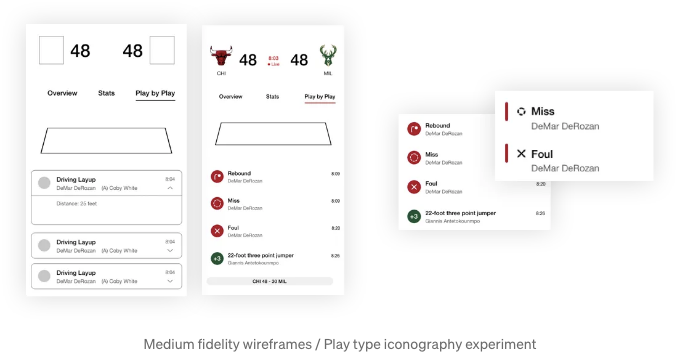 48 48
Overview Stats Play by Play
Driving Layup 8:04
DeMar DeRozan (A) Coby White
Distance: 25 feet
Driving Layup 8:04
DeMar DeRozan (A) Coby White
Driving Layup 8:04
DeMar DeRozan (A) Coby White
48 8:03 48
Live
CHI MIL
Overview Stats Play by Play
Rebound 8:09
DeMar DeRozan
Miss 8:09
DeMar DeRozan
Foul 8:20
DeMar DeRozan
+3 22-foot three point jumper 8:26
Giannis Antetokounmpo
CHI 48 - 30 MIL
Rebound
DeMar DeRozan
Miss
DeMar DeRozan
Foul 8:20
DeMar DeRozan
+3 22-foot three point jumper 8:26
Giannis Antetokounmpo
Miss
DeMar DeRozan
Foul
DeMar DeRozan
Medium fidelity wireframes / Play type iconography experiment